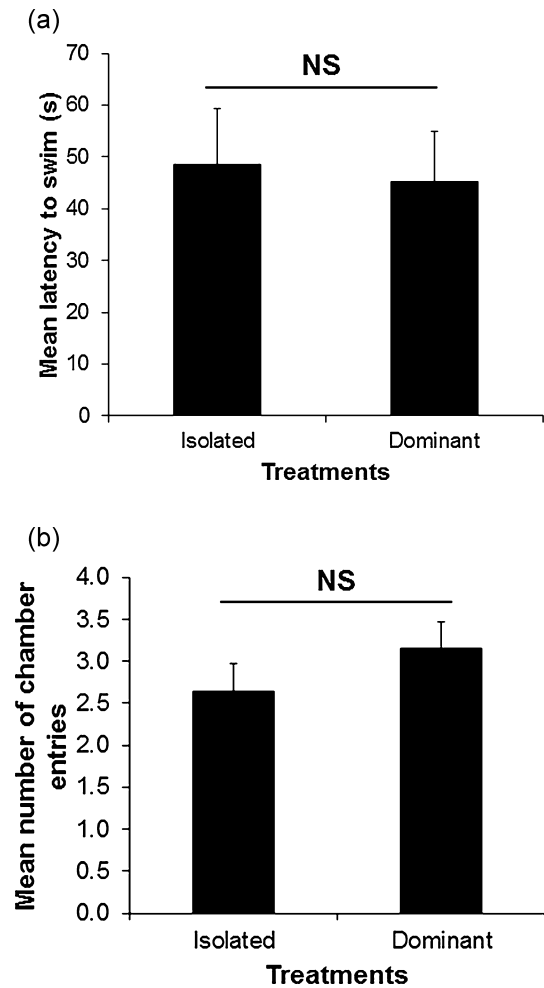 (a)
NS
Mean latency to swim (s)
70
60
50
40
30
20
10
0
Isolated Dominant
Treatments
(b)
NS
Mean number of chamber
entries
4.0
3.5
3.0
2.5
2.0
1.5
1.0
0.5
0.0
Isolated Dominant
Treatments